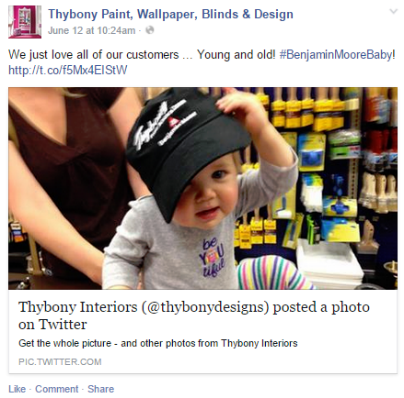 Thybony Paint, Wallpaper, Blinds & Design
June 12 at 10:24am ·
We just love all of our customers ... Young and old! #BenjaminMooreBaby!
http://t.co/f5Mx4EIStW
Thybony
be
YOU
tiful
Thybony Interiors (@thybonydesigns) posted a photo
on Twitter
Get the whole picture - and other photos from Thybony Interiors
PIC.TWITTER.COM
Like · Comment · Share